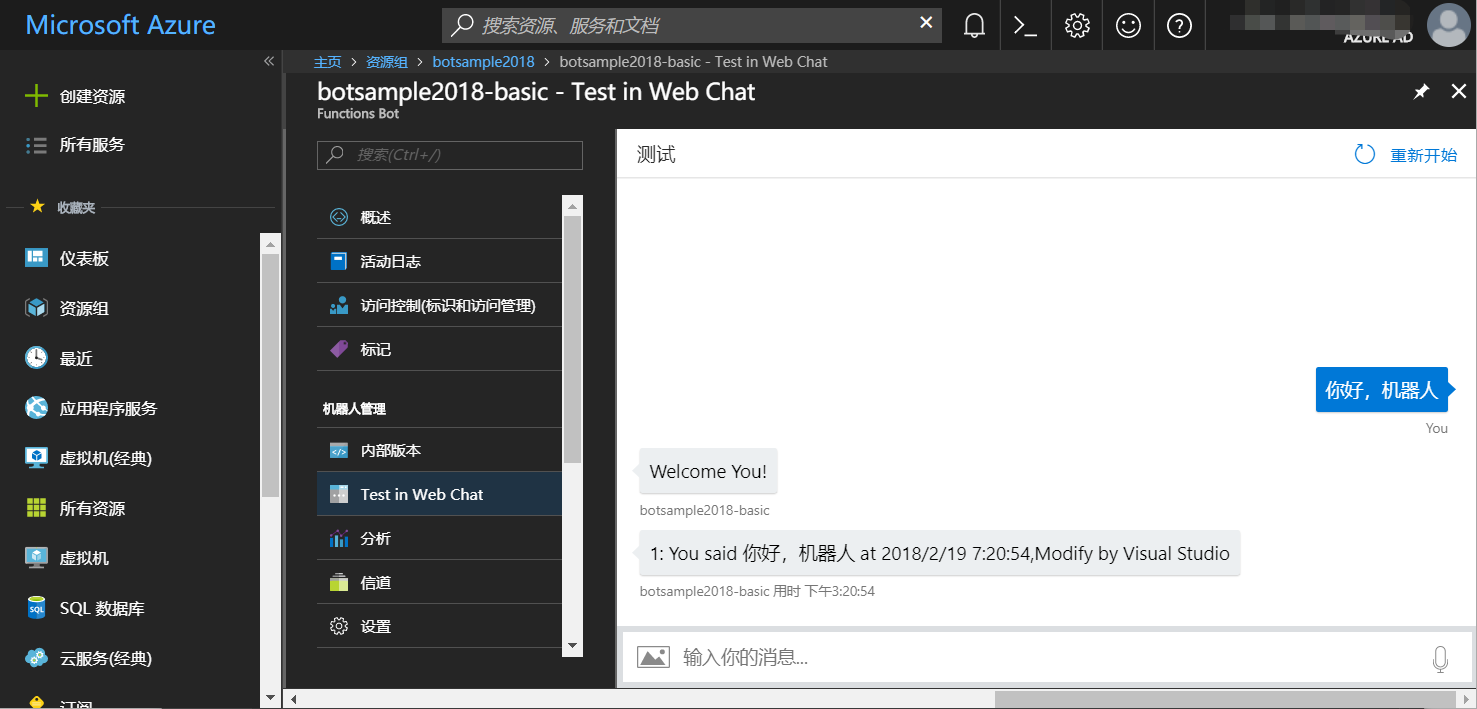 Microsoft Azure
搜索资源、服务和文档
AZURE AD
主页 > 资源组 > botsample2018 > botsample2018-basic - Test in Web Chat
botsample2018-basic - Test in Web Chat
Functions Bot
创建资源
所有服务
收藏夹
仪表板
资源组
最近
应用程序服务
虚拟机(经典)
所有资源
虚拟机
SQL 数据库
云服务(经典)
订阅
搜索(Ctrl+/)
概述
活动日志
访问控制(标识和访问管理)
标记
机器人管理
内部版本
Test in Web Chat
分析
信道
设置
测试
重新开始
你好，机器人
You
Welcome You!
botsample2018-basic
1: You said 你好，机器人 at 2018/2/19 7:20:54,Modify by Visual Studio
botsample2018-basic 用时 下午3:20:54
输入你的消息...